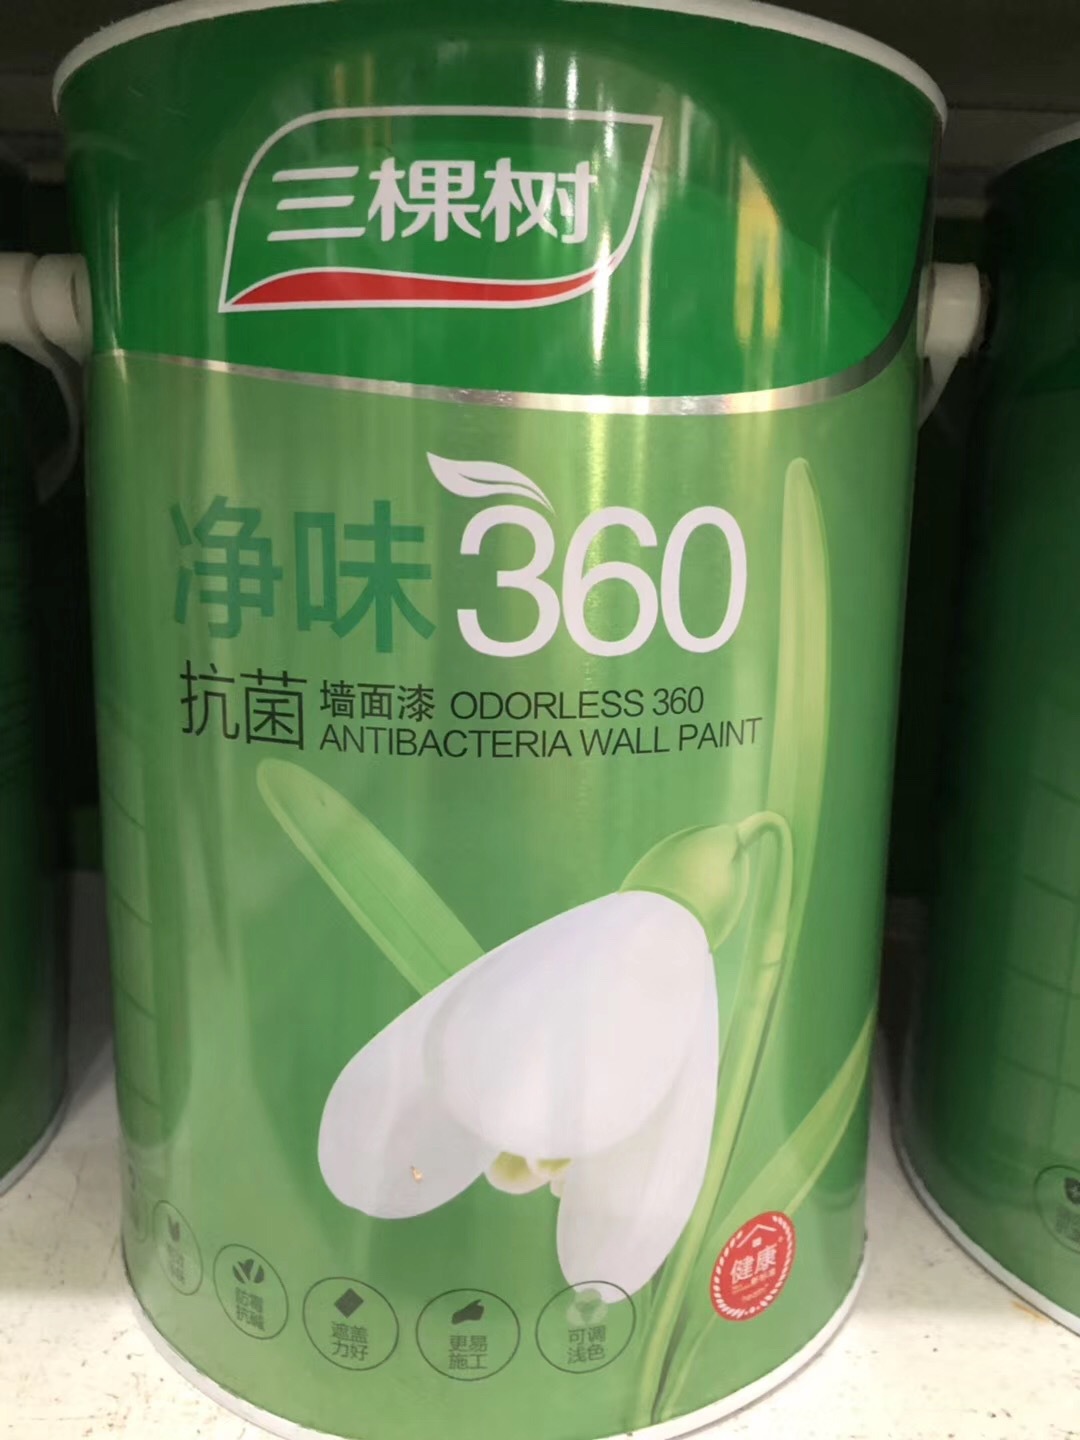 三棵树
净味360
抗菌 墙面漆 ODORLESS 360
ANTIBACTERIA WALL PAINT
防霉
抗碱
遮盖
力好
更易
施工
可调
浅色
健康